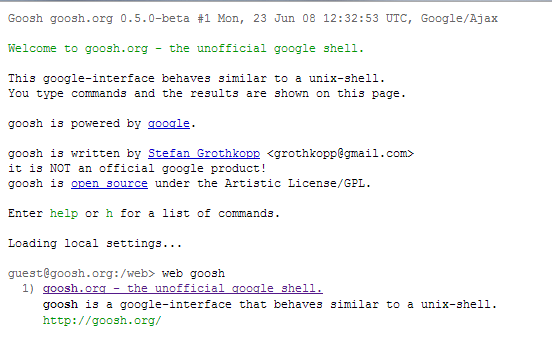 Goosh goosh.org 0.5.0-beta #1 Mon, 23 Jun 08 12:32:53 UTC, Google/Ajax
Welcome to goosh.org - the unofficial google shell.
This google-interface behaves similar to a unix-shell.
You type commands and the results are shown on this page.
goosh is powered by google.
goosh is written by Stefan Grothkopp <grothkopp@gmail.com>
it is NOT an official google product!
goosh is open source under the Artistic License/GPL.
Enter help or h for a list of commands.
Loading local settings...
guest@goosh.org:/web> web goosh
1) goosh.org - the unofficial google shell.
goosh is a google-interface that behaves similar to a unix-shell.
http://goosh.org/